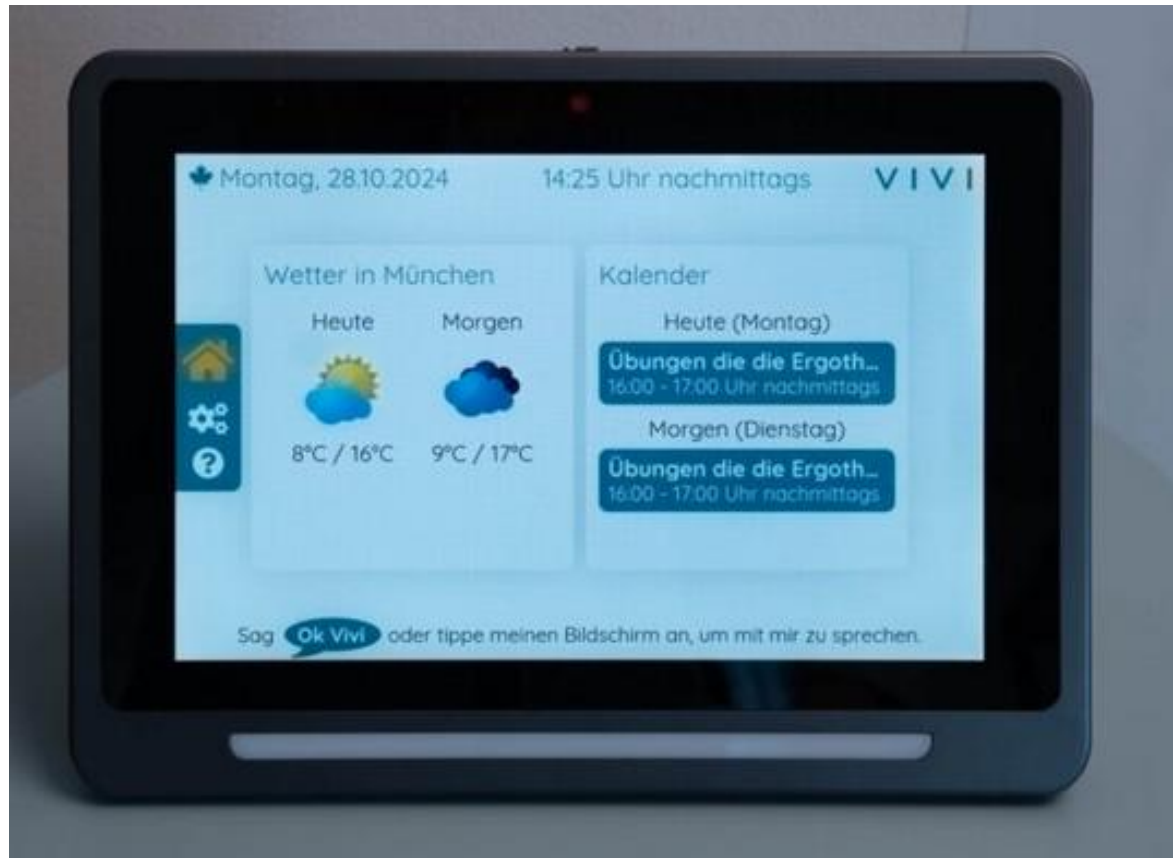 Montag, 28.10.2024
14:25 Uhr nachmittags
VIVI
Wetter in München
Heute
Morgen
8°C / 16°C
9°C / 17°C
Kalender
Heute (Montag)
Übungen die die Ergoth...
16:00 - 17:00 Uhr nachmittags
Morgen (Dienstag)
Übungen die die Ergoth...
16:00 - 17:00 Uhr nachmittags
?
Sag Ok Vivi oder tippe meinen Bildschirm an, um mit mir zu sprechen.